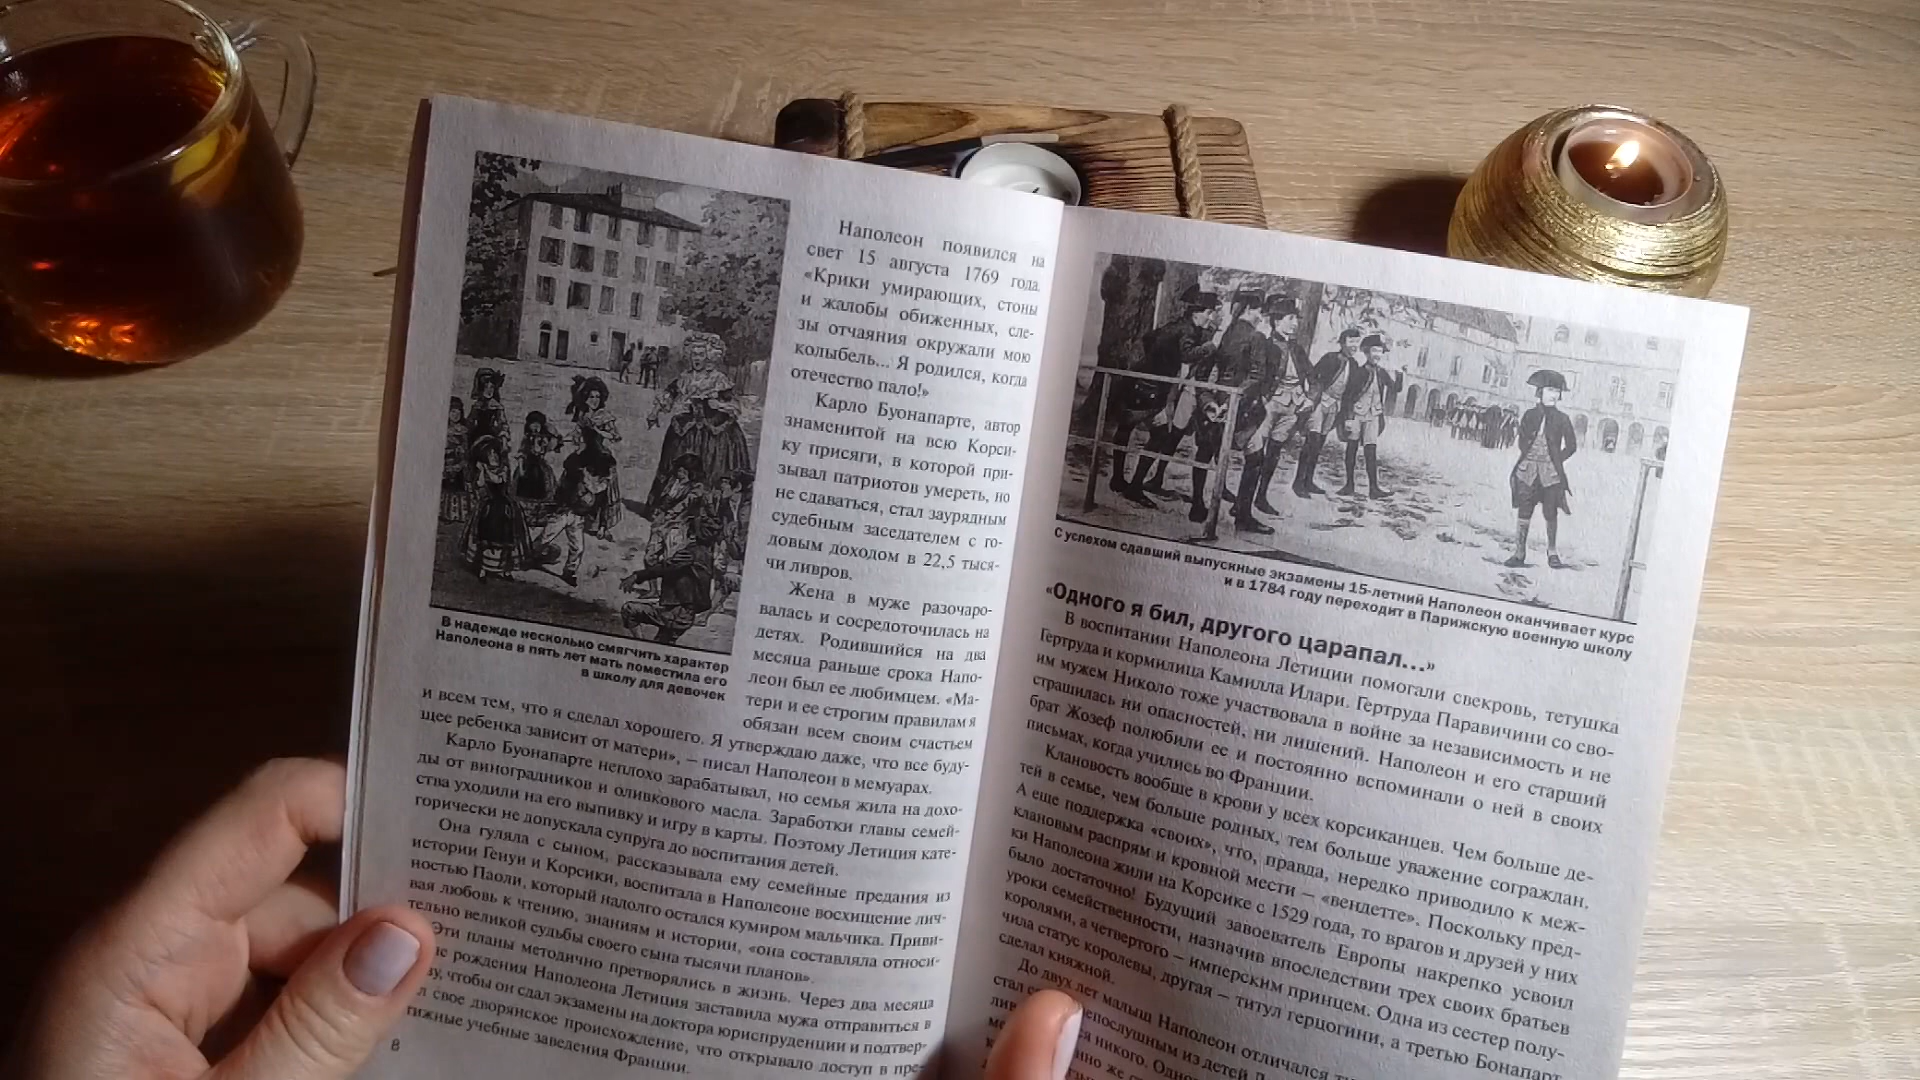 Наполеон появился на
свет 15 августа 1769 года.
«Крики умирающих, стоны
и жалобы обиженных, сле-
зы отчаяния окружали мою
колыбель... Я родился, когда
отечество пало!»
Карло Буонапарте, автор
знаменитой на всю Корси-
ку присяги, в которой при-
зывал патриотов умереть, но
не сдаваться, стал заурядным
судебным заседателем с го-
довым доходом в 22,5 тыся-
чи ливров.
Жена в муже разочаро-
валась и сосредоточилась на
детях. Родившийся на два
месяца раньше срока Напо-
леон был ее любимцем. «Ма-
тери и ее строгим правилам я
обязан всем своим счастьем
В надежде несколько смягчить характер
Наполеона в пять лет мать поместила его
в школу для девочек
и всем тем, что я сделал хорошего. Я утверждаю даже, что все буду-
щее ребенка зависит от матери», – писал Наполеон в мемуарах.
Карло Буонапарте неплохо зарабатывал, но семья жила на дохо-
ды от виноградников и оливкового масла. Заработки главы семей-
ства уходили на его выпивку и игру в карты. Поэтому Летиция кате-
горически не допускала супруга до воспитания детей.
Она гуляла с сыном, рассказывала ему семейные предания из
истории Генуи и Корсики, воспитала в Наполеоне восхищение лич-
ностью Паоли, который надолго остался кумиром мальчика. Приви-
вая любовь к чтению, знаниям и истории, «она составляла относи-
тельно великой судьбы своего сына тысячи планов».
Эти планы методично претворялись в жизнь. Через два месяца
рождения Наполеона Летиция заставила мужа отправиться в
чтобы он сдал экзамены на доктора юриспруденции и подтвер-
свое дворянское происхождение, что открывало доступ в пре-
тижные учебные заведения Франции.
8
С успехом сдавший выпускные экзамены 15-летний Наполеон оканчивает курс
и в 1784 году переходит в Парижскую военную школу
«Одного я бил, другого царапал...»
В воспитании Наполеона Летиции помогали свекровь, тетушка
Гертруда и кормилица Камилла Илари. Гертруда Паравичини со сво-
им мужем Николо тоже участвовала в войне за независимость и не
страшилась ни опасностей, ни лишений. Наполеон и его старший
брат Жозеф полюбили ее и постоянно вспоминали о ней в своих
письмах, когда учились во Франции.
Клановость вообще в крови у всех корсиканцев. Чем больше де-
тей в семье, чем больше родных, тем больше уважение сограждан.
А еще поддержка «своих», что, правда, нередко приводило к меж-
клановым распрям и кровной мести – «вендетте». Поскольку пред-
ки Наполеона жили на Корсике с 1529 года, то врагов и друзей у них
было достаточно! Будущий завоеватель Европы накрепко усвоил
уроки семейственности, назначив впоследствии трех своих братьев
королями, а четвертого – имперским принцем. Одна из сестер полу-
чила статус королевы, другая – титул герцогини, а третью Бонапарт
сделал княжной.
До двух лет малыш Наполеон отличался
стал непослушным из детей
никого.